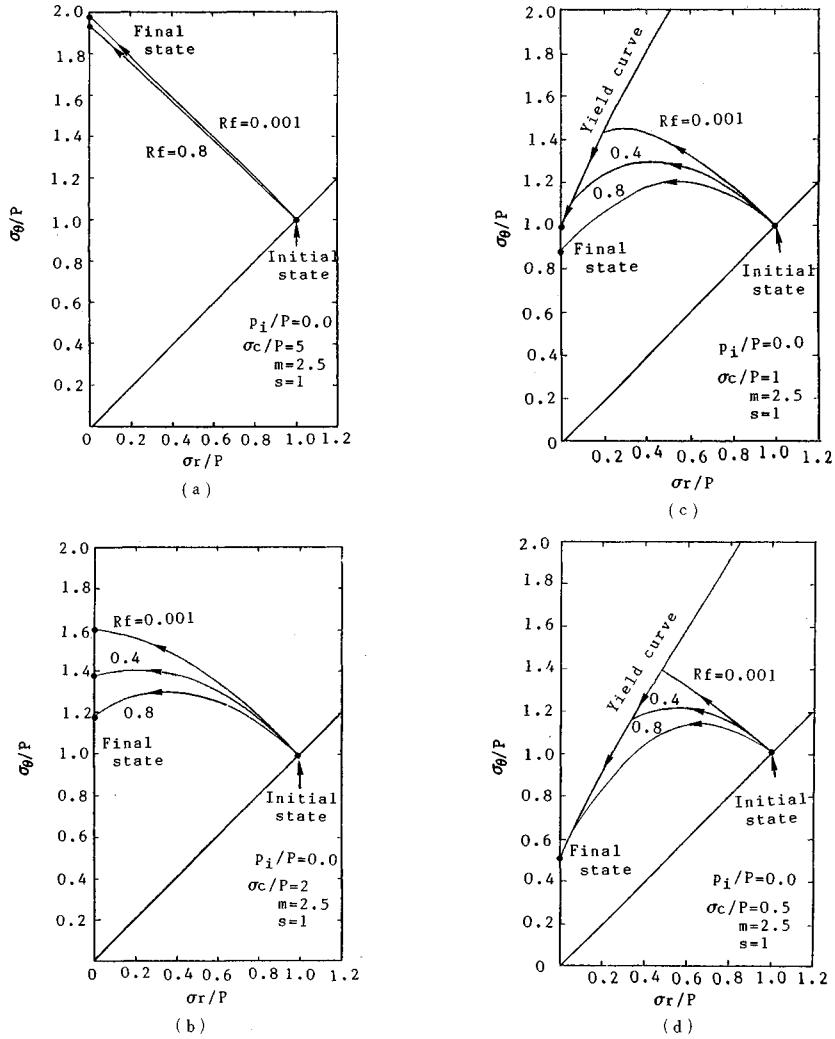 2.0
1.8
1.6
1.4
1.2
1.0
0.8
0.6
0.4
0.2
0
σθ/P
Final
state
Rf=0.001
Rf=0.8
Initial
state
pi/P=0.0
σc/P=5
m=2.5
s=1
0 0.2 0.4 0.6 0.8 1.0 1.2
σr/P
(a)
2.0
1.8
1.6
1.4
1.2
1.0
0.8
0.6
0.4
0.2
0
σθ/P
Yield curve
Rf=0.001
0.4
0.8
Final
state
Initial
state
pi/P=0.0
σc/P=1
m=2.5
s=1
0.2 0.4 0.6 0.8 1.0 1.2
σr/P
(c)
2.0
1.8
1.6
1.4
1.2
1.0
0.8
0.6
0.4
0.2
0
σθ/P
Rf=0.001
0.4
0.8
Final
state
Initial
state
pi/P=0.0
σc/P=2
m=2.5
s=1
0 0.2 0.4 0.6 0.8 1.0 1.2
σr/P
(b)
2.0
1.8
1.6
1.4
1.2
1.0
0.8
0.6
0.4
0.2
0
σθ/P
Yield curve
Rf=0.001
0.4
0.8
Final
state
Initial
state
pi/P=0.0
σc/P=0.5
m=2.5
s=1
0.2 0.4 0.6 0.8 1.0 1.2
σr/P
(d)